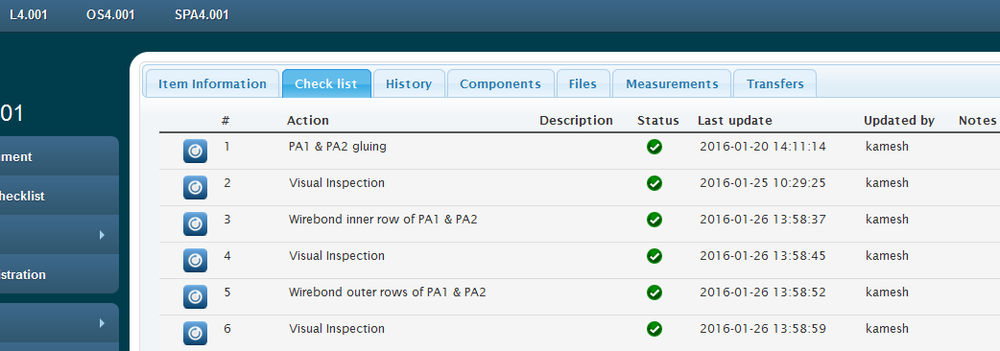 L4.001 OS4.001 SPA4.001
Item Information Check list History Components Files Measurements Transfers
01
# Action Description Status Last update Updated by Notes
1 PA1 & PA2 gluing 2016-01-20 14:11:14 kamesh
ment
2 Visual Inspection 2016-01-25 10:29:25 kamesh
hecklist
3 Wirebond inner row of PA1 & PA2 2016-01-26 13:58:37 kamesh
4 Visual Inspection 2016-01-26 13:58:45 kamesh
stration
5 Wirebond outer rows of PA1 & PA2 2016-01-26 13:58:52 kamesh
6 Visual Inspection 2016-01-26 13:58:59 kamesh